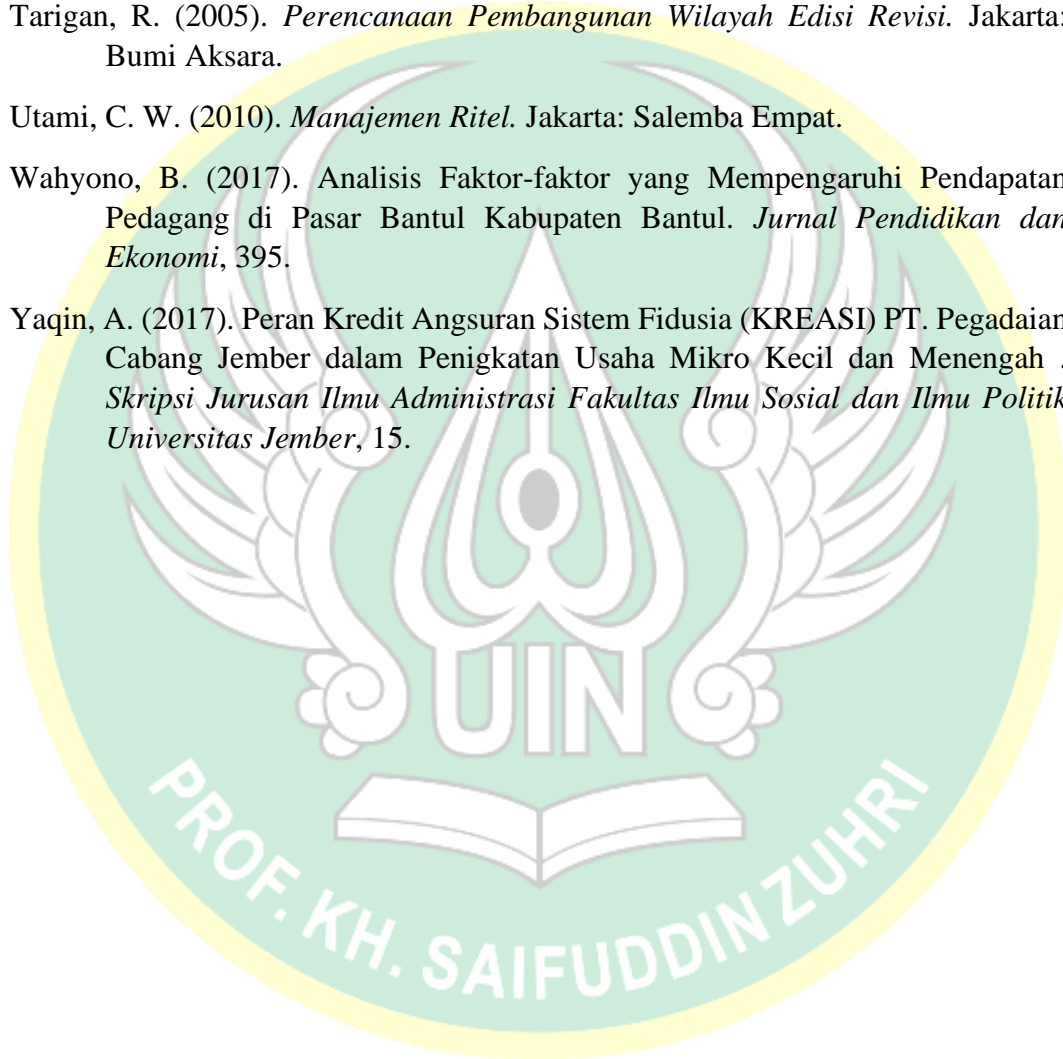 Tarigan, R. (2005). Perencanaan Pembangunan Wilayah Edisi Revisi. Jakarta:
Bumi Aksara.
Utami, C. W. (2010). Manajemen Ritel. Jakarta: Salemba Empat.
Wahyono, B. (2017). Analisis Faktor-faktor yang Mempengaruhi Pendapatan
Pedagang di Pasar Bantul Kabupaten Bantul. Jurnal Pendidikan dan
Ekonomi, 395.
Yaqin, A. (2017). Peran Kredit Angsuran Sistem Fidusia (KREASI) PT. Pegadaian
Cabang Jember dalam Penigkatan Usaha Mikro Kecil dan Menengah .
Skripsi Jurusan Ilmu Administrasi Fakultas Ilmu Sosial dan Ilmu Politik
Universitas Jember, 15.
UIN
PROF. KH. SAIFUDDIN ZUHRI